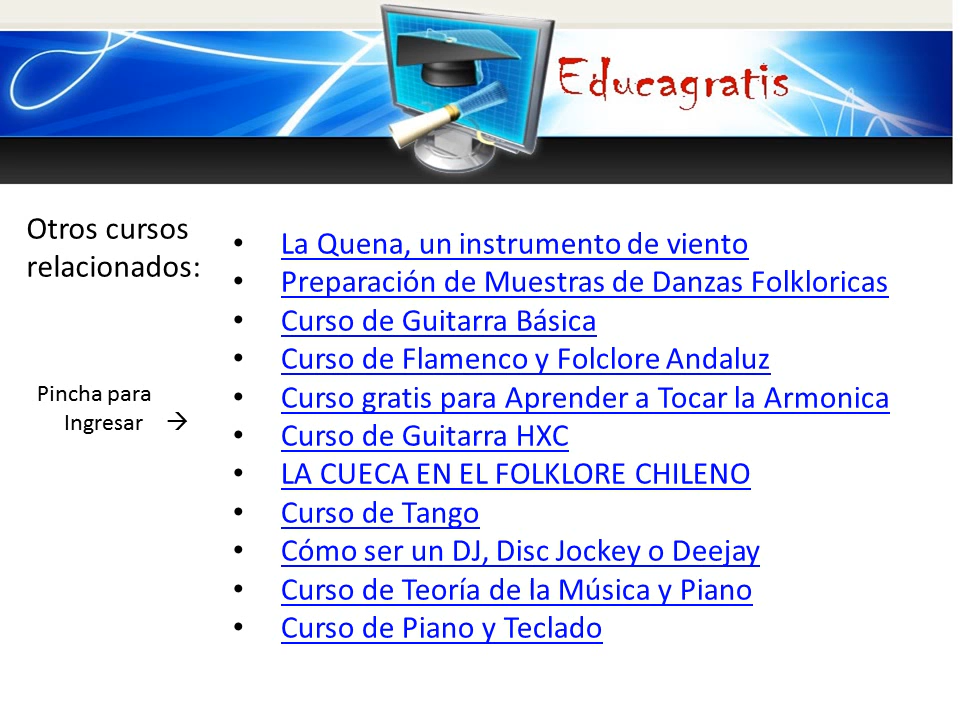 Educagratis
Otros cursos
relacionados:
Pincha para
Ingresar →
• La Quena, un instrumento de viento
• Preparación de Muestras de Danzas Folkloricas
• Curso de Guitarra Básica
• Curso de Flamenco y Folclore Andaluz
• Curso gratis para Aprender a Tocar la Armonica
• Curso de Guitarra HXC
• LA CUECA EN EL FOLKLORE CHILENO
• Curso de Tango
• Cómo ser un DJ, Disc Jockey o Deejay
• Curso de Teoría de la Música y Piano
• Curso de Piano y Teclado